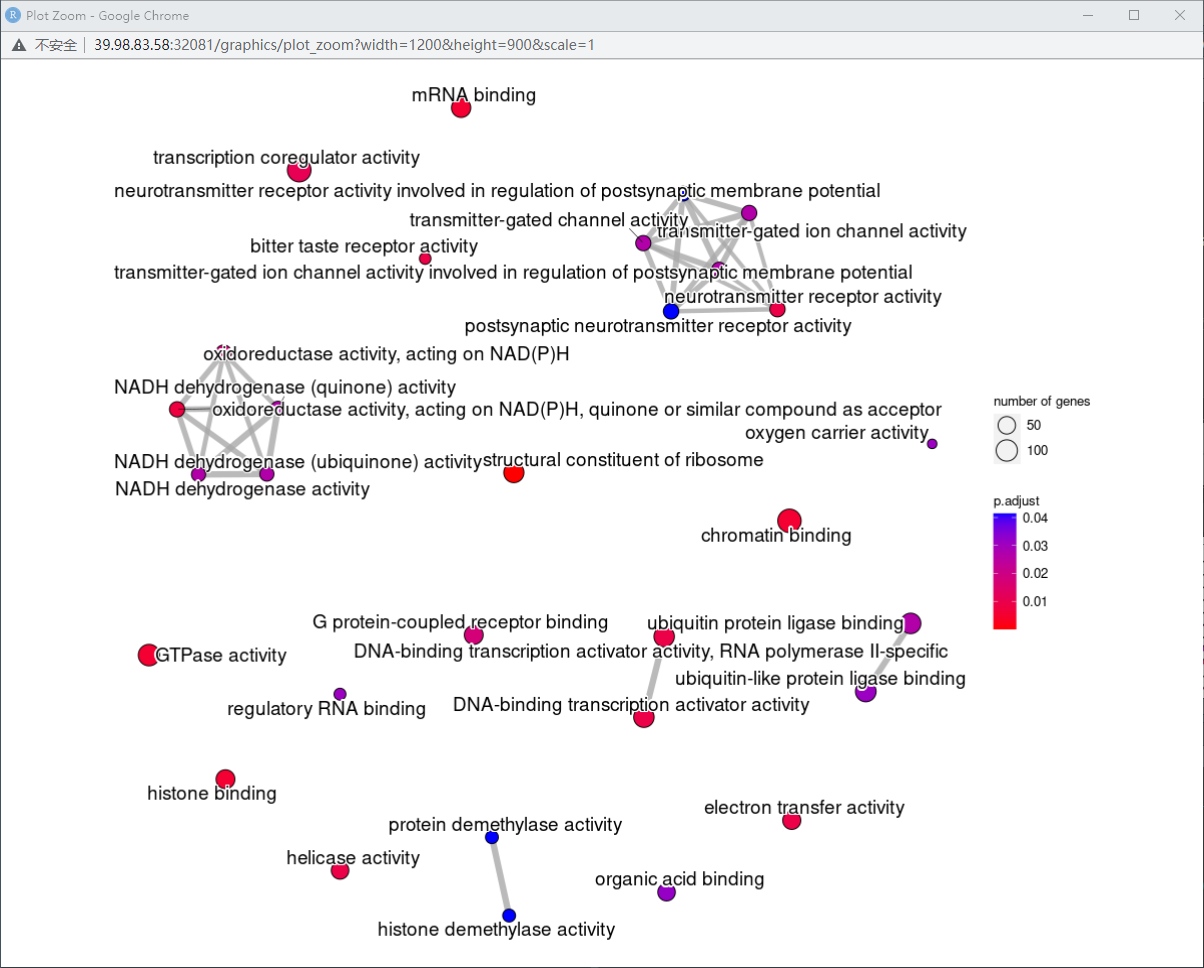 R Plot Zoom - Google Chrome
不安全 39.98.83.58:32081/graphics/plot_zoom?width=1200&height=900&scale=1
mRNA binding
transcription coregulator activity
neurotransmitter receptor activity involved in regulation of postsynaptic membrane potential
transmitter-gated channel activity
transmitter-gated ion channel activity
bitter taste receptor activity
transmitter-gated ion channel activity involved in regulation of postsynaptic membrane potential
neurotransmitter receptor activity
postsynaptic neurotransmitter receptor activity
oxidoreductase activity, acting on NAD(P)H
NADH dehydrogenase (quinone) activity
oxidoreductase activity, acting on NAD(P)H, quinone or similar compound as acceptor
oxygen carrier activity
NADH dehydrogenase (ubiquinone) activity
structural constituent of ribosome
NADH dehydrogenase activity
chromatin binding
G protein-coupled receptor binding
ubiquitin protein ligase binding
GTPase activity
DNA-binding transcription activator activity, RNA polymerase II-specific
ubiquitin-like protein ligase binding
regulatory RNA binding
DNA-binding transcription activator activity
histone binding
electron transfer activity
protein demethylase activity
helicase activity
organic acid binding
histone demethylase activity
number of genes
50
100
p.adjust
0.04
0.03
0.02
0.01